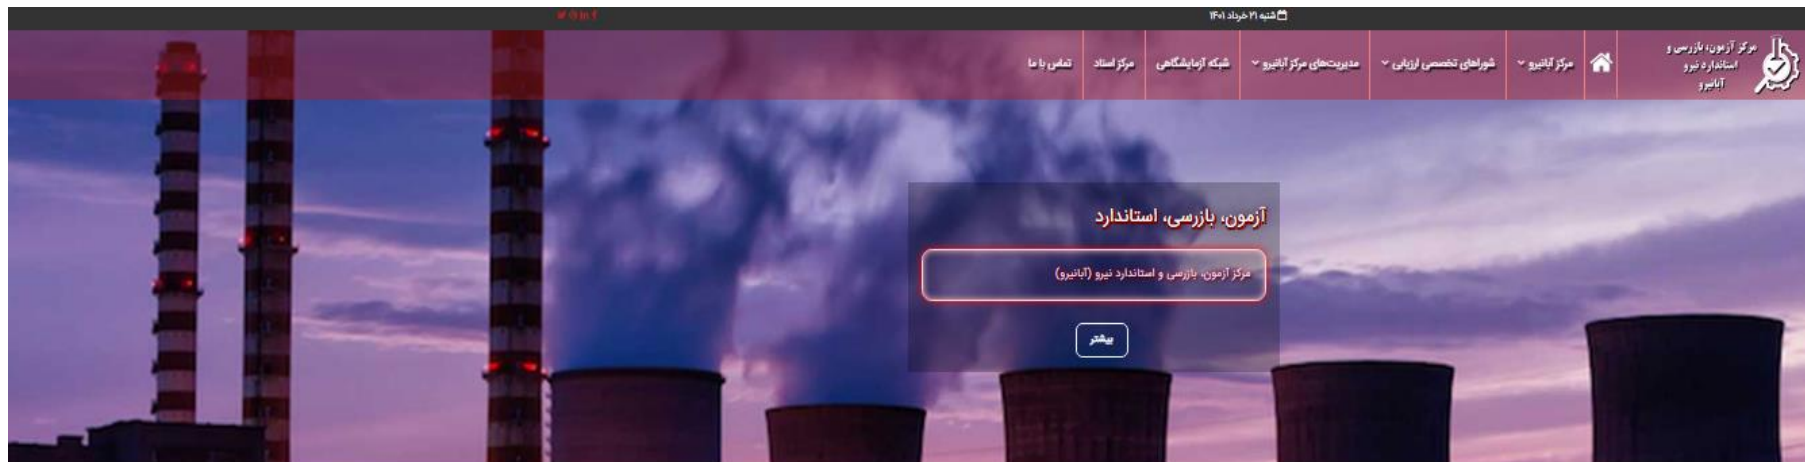 شنبه ۲۱ خرداد ۱۴۰۱
مرکز آزمون، بازرسی و
استاندارد نیرو
آبانیرو
مرکز آبانیرو
شوراهای تخصصی ارزیابی
مدیریت‌های مرکز آبانیرو
شبکه آزمایشگاهی
مرکز اسناد
تماس با ما
آزمون، بازرسی، استاندارد
مرکز آزمون، بازرسی و استاندارد نیرو (آبانیرو)
بیشتر